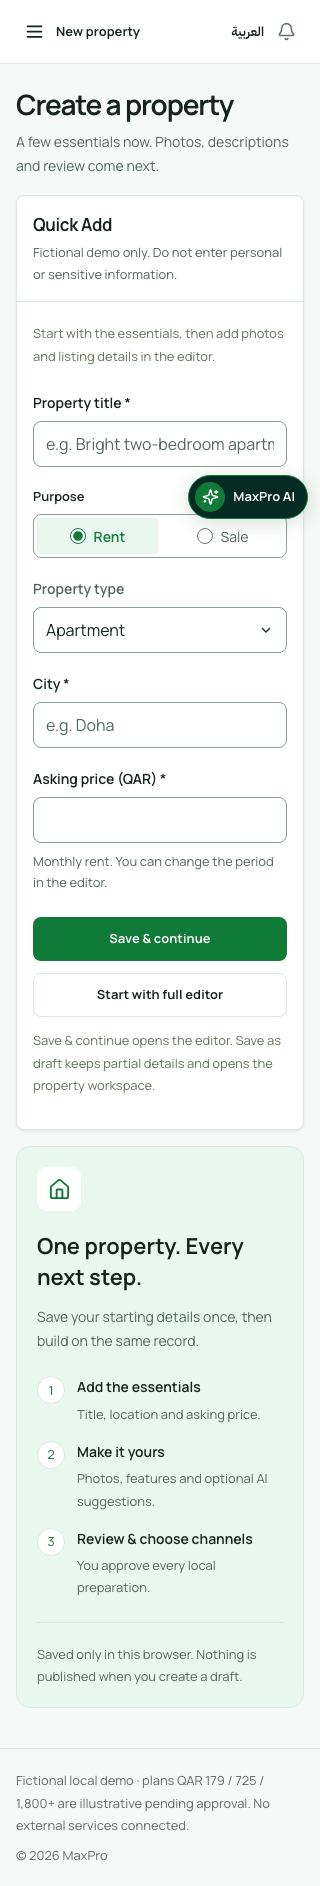 New property
العربية
Create a property
A few essentials now. Photos, descriptions
and review come next.
Quick Add
Fictional demo only. Do not enter personal
or sensitive information.
Start with the essentials, then add photos
and listing details in the editor.
Property title *
e.g. Bright two-bedroom apartn
Purpose
MaxPro AI
Rent
Sale
Property type
Apartment
City *
e.g. Doha
Asking price (QAR) *
Monthly rent. You can change the period
in the editor.
Save & continue
Start with full editor
Save & continue opens the editor. Save as
draft keeps partial details and opens the
property workspace.
One property. Every
next step.
Save your starting details once, then
build on the same record.
1
Add the essentials
Title, location and asking price.
2
Make it yours
Photos, features and optional AI
suggestions.
3
Review & choose channels
You approve every local
preparation.
Saved only in this browser. Nothing is
published when you create a draft.
Fictional local demo · plans QAR 179 / 725 /
1,800+ are illustrative pending approval. No
external services connected.
© 2026 MaxPro